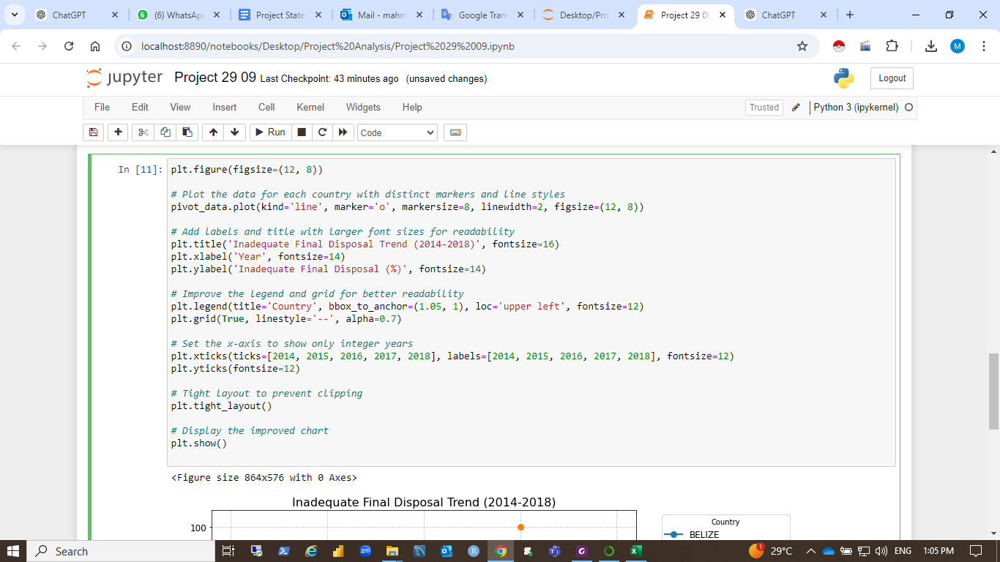 ChatGPT
6 (6) WhatsAp
Project State
Mail - mahm
Google Tran
Desktop/Pro
Project 29 09
ChatGPT
localhost:8890/notebooks/Desktop/Project%20Analysis/Project%2029%2009.ipynb
M
jupyter Project 29 09 Last Checkpoint: 43 minutes ago (unsaved changes)
Logout
File Edit View Insert Cell Kernel Widgets Help
Trusted Python 3 (ipykernel)
Run Code
In [11]: plt.figure(figsize=(12, 8))
# Plot the data for each country with distinct markers and line styles
pivot_data.plot(kind='line', marker='o', markersize=8, linewidth=2, figsize=(12, 8))
# Add labels and title with larger font sizes for readability
plt.title('Inadequate Final Disposal Trend (2014-2018)', fontsize=16)
plt.xlabel('Year', fontsize=14)
plt.ylabel('Inadequate Final Disposal (%)', fontsize=14)
# Improve the legend and grid for better readability
plt.legend(title='Country', bbox_to_anchor=(1.05, 1), loc='upper left', fontsize=12)
plt.grid(True, linestyle='--', alpha=0.7)
# Set the x-axis to show only integer years
plt.xticks(ticks=[2014, 2015, 2016, 2017, 2018], labels=[2014, 2015, 2016, 2017, 2018], fontsize=12)
plt.yticks(fontsize=12)
# Tight layout to prevent clipping
plt.tight_layout()
# Display the improved chart
plt.show()
<Figure size 864x576 with 0 Axes>
Inadequate Final Disposal Trend (2014-2018)
100
Country
BELIZE
Search
zm
R
1
29°C
ENG
1:05 PM